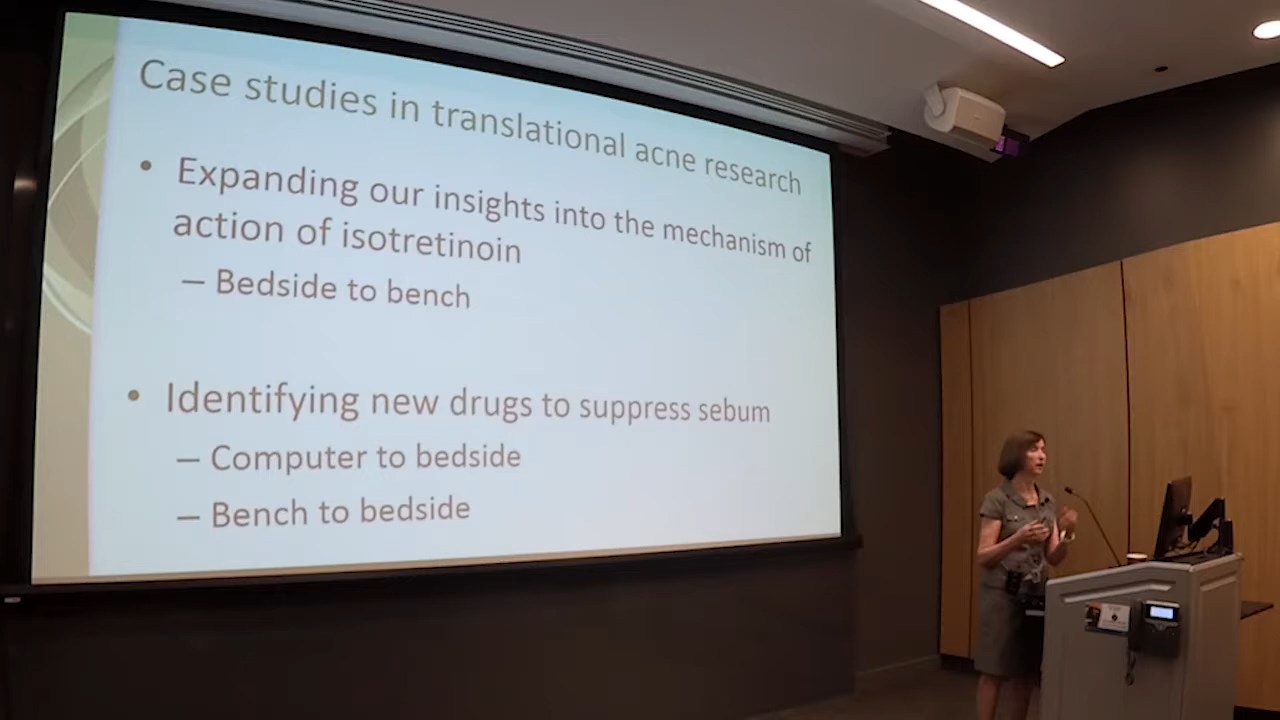 Case studies in translational acne research
• Expanding our insights into the mechanism of
action of isotretinoin
– Bedside to bench
• Identifying new drugs to suppress sebum
– Computer to bedside
– Bench to bedside